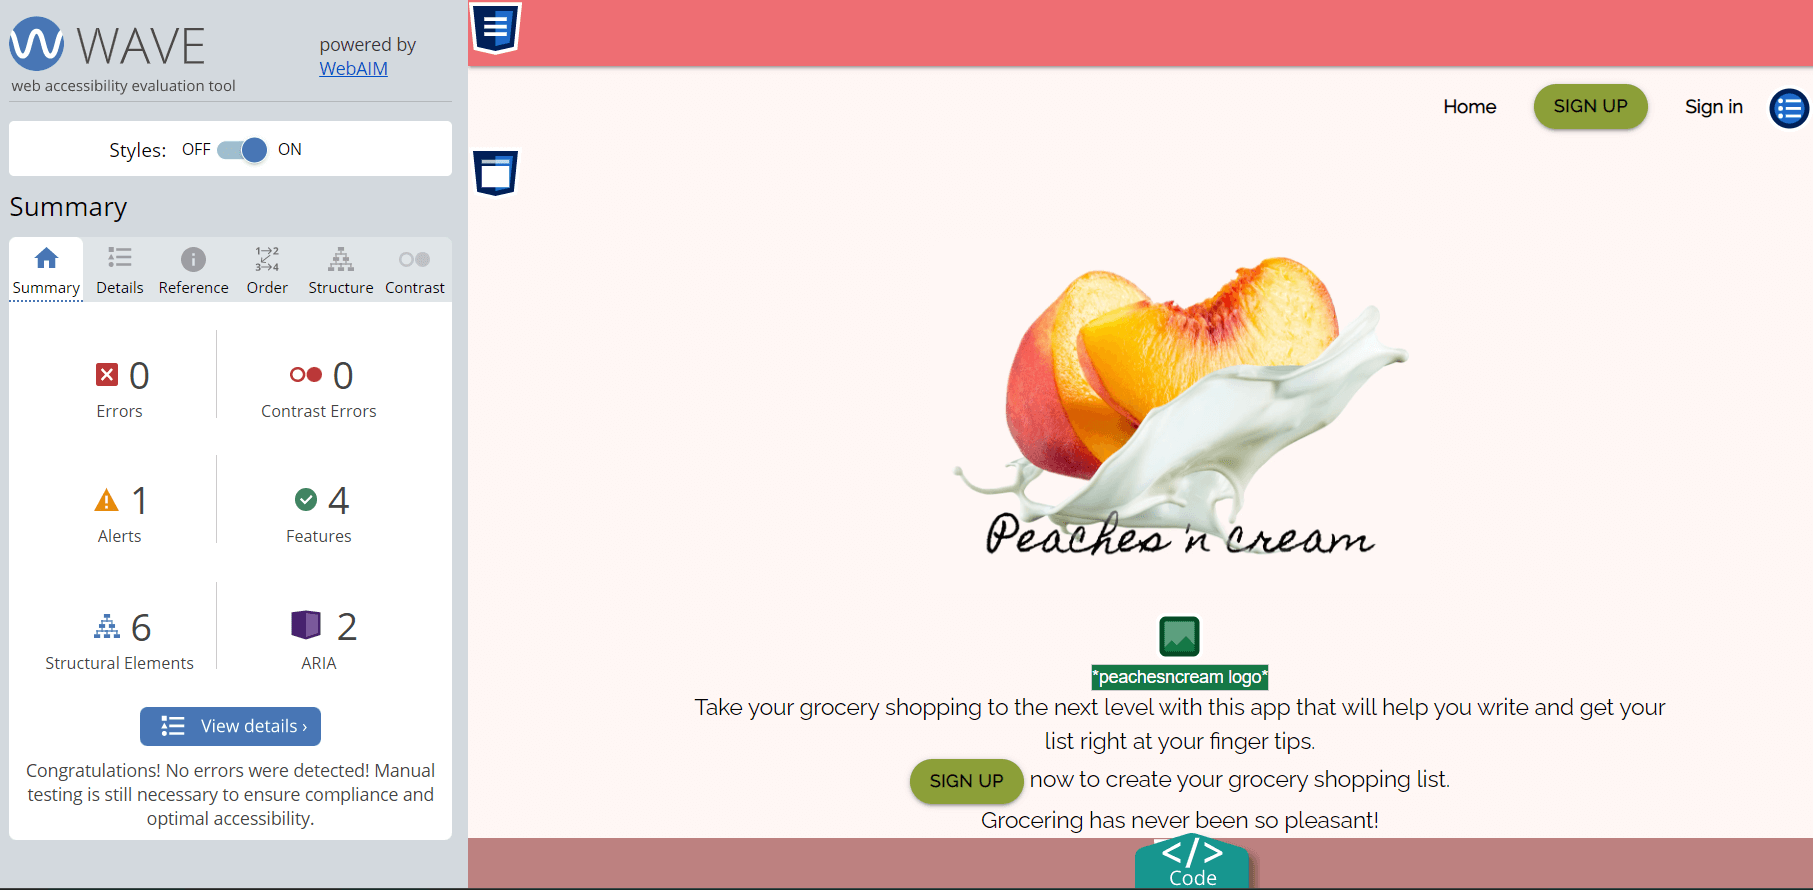 WAVE
powered by
WebAIM
web accessibility evaluation tool
Styles: OFF ON
Summary
Summary Details Reference Order Structure Contrast
0 0
Errors Contrast Errors
1 4
Alerts Features
6 2
Structural Elements ARIA
View details ›
Congratulations! No errors were detected! Manual
testing is still necessary to ensure compliance and
optimal accessibility.
Home SIGN UP Sign in
Peaches 'n cream
*peachesncream logo*
Take your grocery shopping to the next level with this app that will help you write and get your
list right at your finger tips.
SIGN UP now to create your grocery shopping list.
Grocering has never been so pleasant!
</>
Code